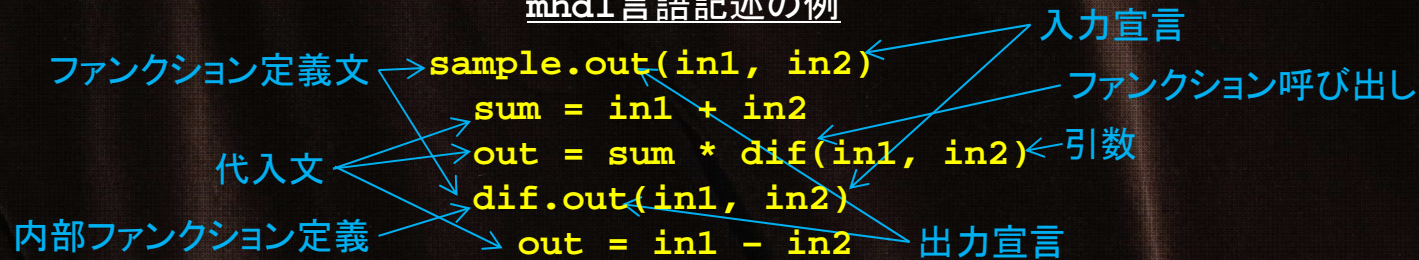 mhdl言語記述の例
入力宣言
ファンクション定義文
sample.out(in1, in2)
ファンクション呼び出し
sum = in1 + in2
代入文
out = sum * dif(in1, in2)
引数
dif.out(in1, in2)
内部ファンクション定義
out = in1 – in2
出力宣言